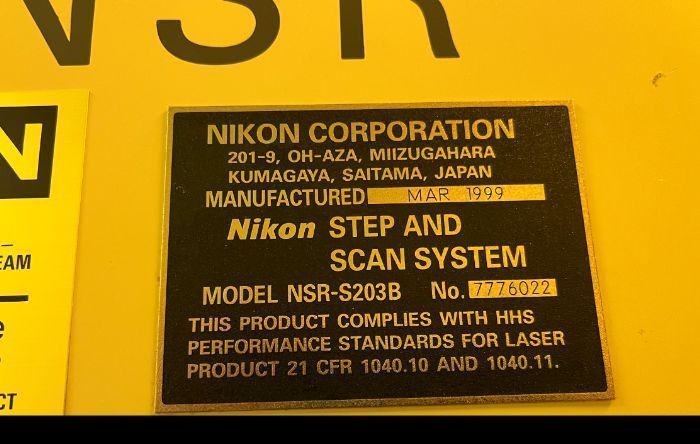 NSR
N
NIKON CORPORATION
201-9, OH-AZA, MIIZUGAHARA
KUMAGAYA, SAITAMA, JAPAN
MANUFACTURED MAR 1999
Nikon STEP AND
SCAN SYSTEM
MODEL NSR-S203B No. 7776022
THIS PRODUCT COMPLIES WITH HHS
PERFORMANCE STANDARDS FOR LASER
PRODUCT 21 CFR 1040.10 AND 1040.11.